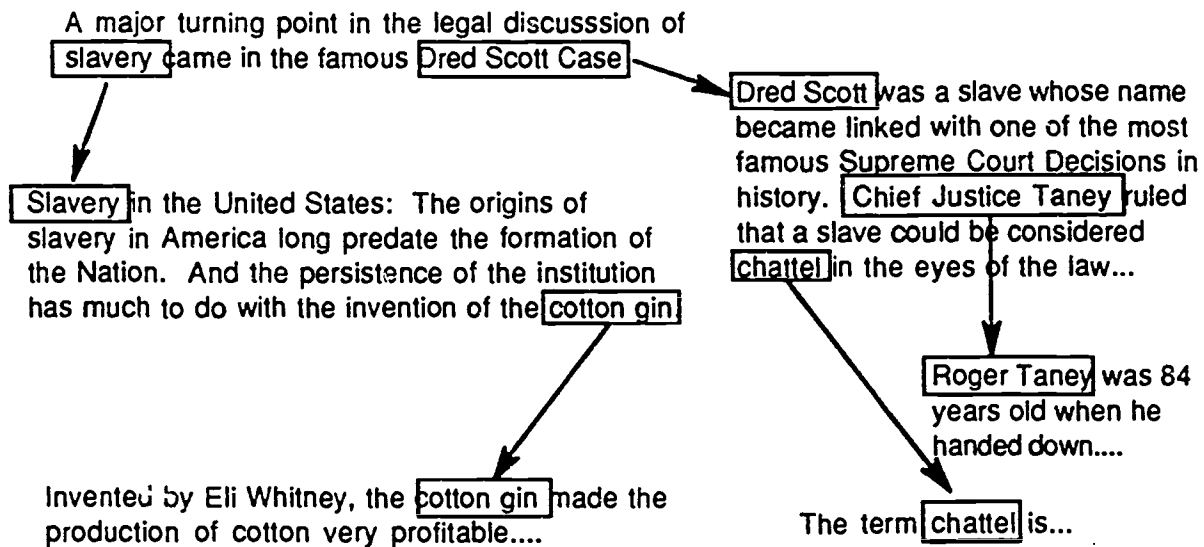 A major turning point in the legal discusssion of
slavery came in the famous Dred Scott Case
Dred Scott was a slave whose name
became linked with one of the most
famous Supreme Court Decisions in
history. Chief Justice Taney ruled
that a slave could be considered
chattel in the eyes of the law...
Slavery in the United States: The origins of
slavery in America long predate the formation of
the Nation. And the persistence of the institution
has much to do with the invention of the cotton gin
Roger Taney was 84
years old when he
handed down....
Invented by Eli Whitney, the cotton gin made the
production of cotton very profitable....
The term chattel is...